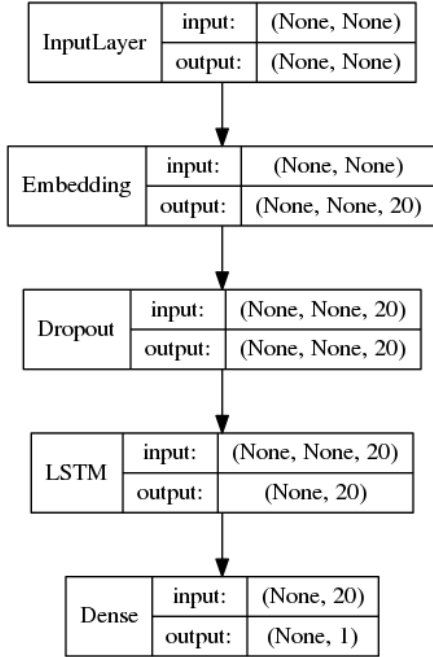 InputLayer
input: (None, None)
output: (None, None)
Embedding
input: (None, None)
output: (None, None, 20)
Dropout
input: (None, None, 20)
output: (None, None, 20)
LSTM
input: (None, None, 20)
output: (None, 20)
Dense
input: (None, 20)
output: (None, 1)